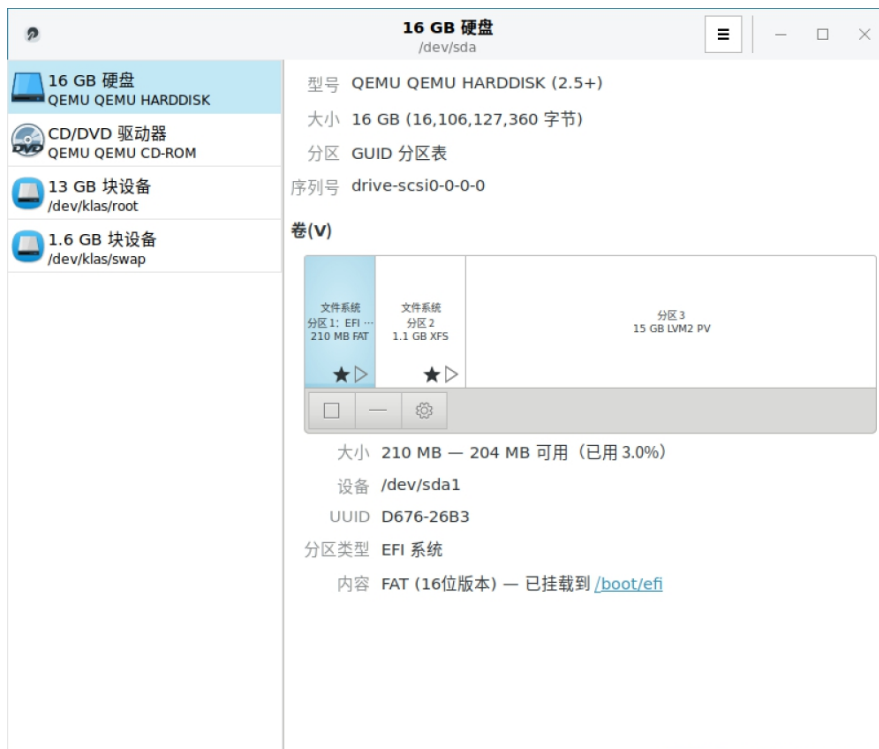 16 GB 硬盘
/dev/sda
16 GB 硬盘
QEMU QEMU HARDDISK
CD/DVD 驱动器
QEMU QEMU CD-ROM
13 GB 块设备
/dev/klas/root
1.6 GB 块设备
/dev/klas/swap
型号 QEMU QEMU HARDDISK (2.5+)
大小 16 GB (16,106,127,360 字节)
分区 GUID 分区表
序列号 drive-scsi0-0-0-0
卷(V)
文件系统
分区 1: EFI ⋯
210 MB FAT
文件系统
分区 2
1.1 GB XFS
分区 3
15 GB LVM2 PV
大小 210 MB — 204 MB 可用（已用 3.0%）
设备 /dev/sda1
UUID D676-26B3
分区类型 EFI 系统
内容 FAT (16位版本) — 已挂载到 /boot/efi